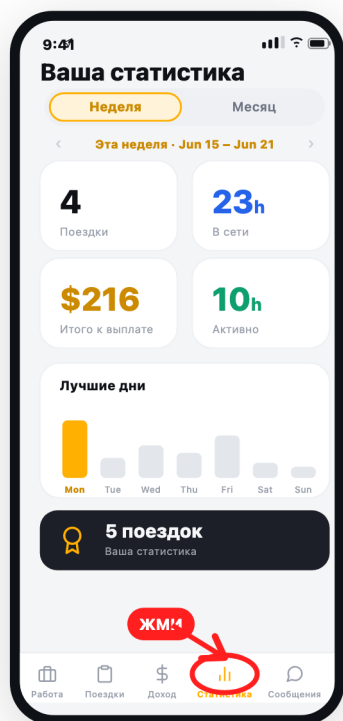 9:41
Ваша статистика
Неделя Месяц
‹ Эта неделя · Jun 15 – Jun 21 ›
4 23h
Поездки В сети
$216 10h
Итого к выплате Активно
Лучшие дни
Mon Tue Wed Thu Fri Sat Sun
5 поездок
Ваша статистика
ЖМИ
Работа Поездки Доход Статистика Сообщения